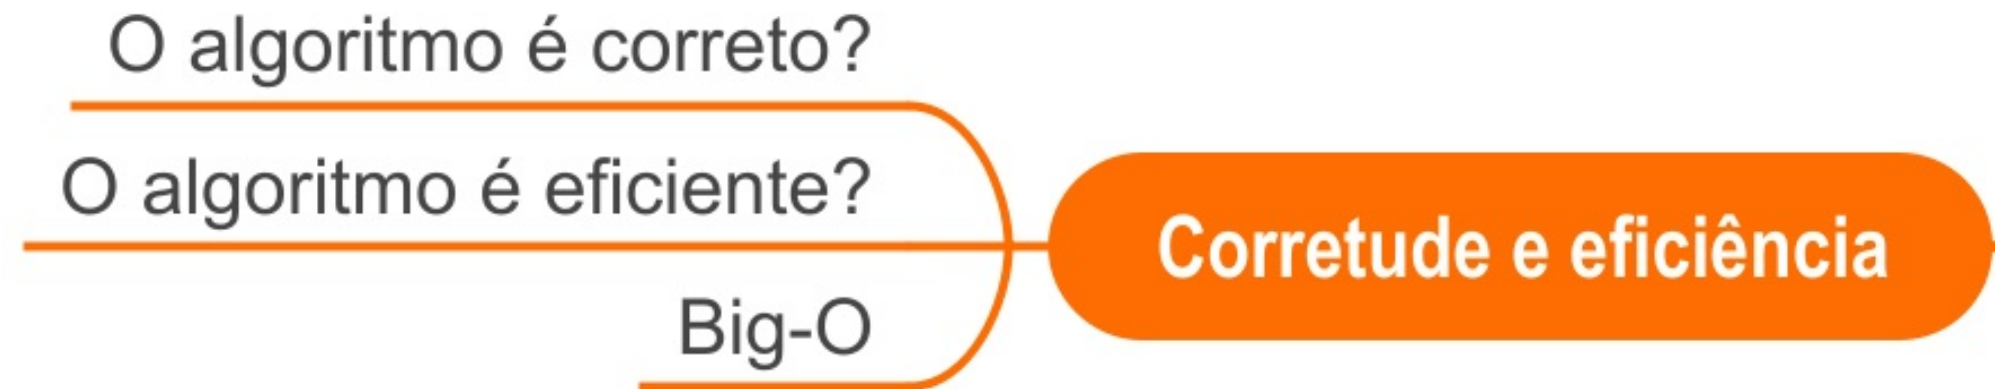 O algoritmo é correto?
O algoritmo é eficiente?
Corretude e eficiência
Big-O